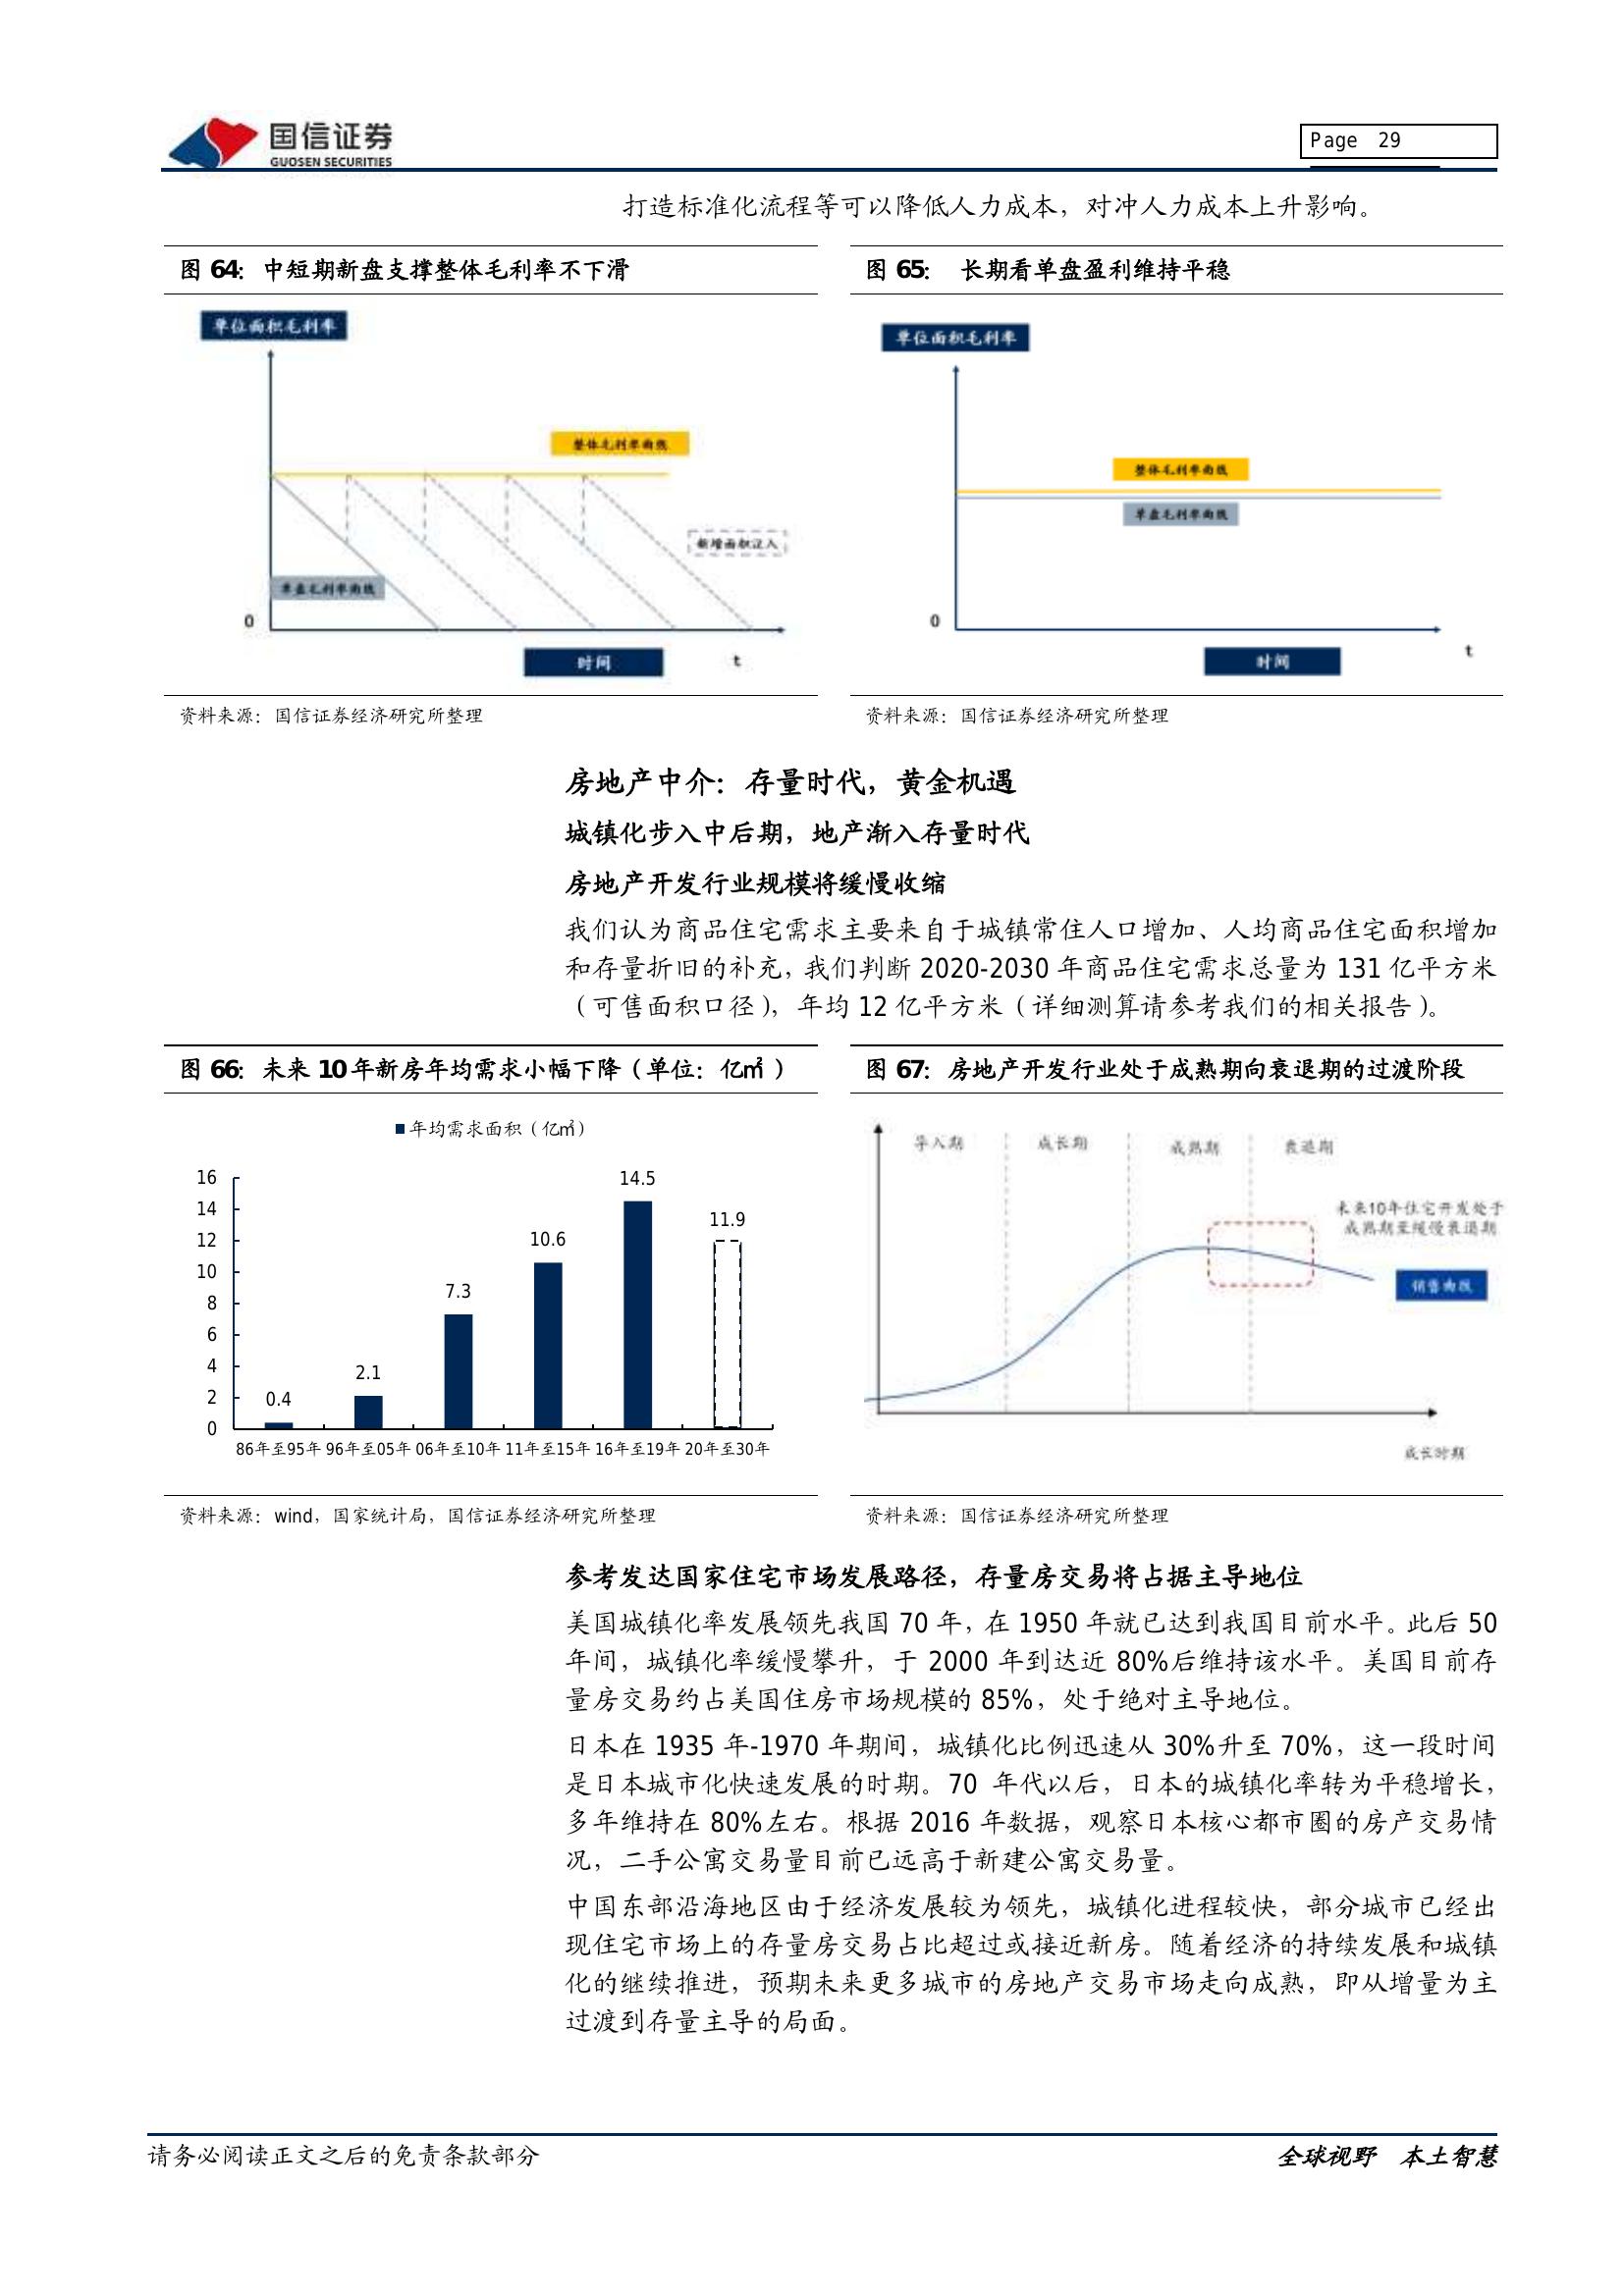 国信证券
GUOSEN SECURITIES
Page 29
打造标准化流程等可以降低人力成本，对冲人力成本上升影响。
图 64：中短期新盘支撑整体毛利率不下滑
单位面积毛利率
整体毛利率曲线
新增面积注入
单盘毛利率曲线
0
时间
t
资料来源：国信证券经济研究所整理
图 65： 长期看单盘盈利维持平稳
单位面积毛利率
整体毛利率曲线
单盘毛利率曲线
0
时间
t
资料来源：国信证券经济研究所整理
房地产中介：存量时代，黄金机遇
城镇化步入中后期，地产渐入存量时代
房地产开发行业规模将缓慢收缩
我们认为商品住宅需求主要来自于城镇常住人口增加、人均商品住宅面积增加
和存量折旧的补充，我们判断 2020-2030 年商品住宅需求总量为 131 亿平方米
（可售面积口径），年均 12 亿平方米（详细测算请参考我们的相关报告）。
图 66：未来 10 年新房年均需求小幅下降（单位：亿㎡）
年均需求面积（亿㎡）
16
14
12
10
8
6
4
2
0
0.4
2.1
7.3
10.6
14.5
11.9
86年至95年 96年至05年 06年至10年 11年至15年 16年至19年 20年至30年
资料来源：wind，国家统计局，国信证券经济研究所整理
图 67：房地产开发行业处于成熟期向衰退期的过渡阶段
导入期 成长期 成熟期 衰退期
未来10年住宅开发处于
成熟期至缓慢衰退期
销售曲线
成长时期
资料来源：国信证券经济研究所整理
参考发达国家住宅市场发展路径，存量房交易将占据主导地位
美国城镇化率发展领先我国 70 年，在 1950 年就已达到我国目前水平。此后 50
年间，城镇化率缓慢攀升，于 2000 年到达近 80%后维持该水平。美国目前存
量房交易约占美国住房市场规模的 85%，处于绝对主导地位。
日本在 1935 年-1970 年期间，城镇化比例迅速从 30%升至 70%，这一段时间
是日本城市化快速发展的时期。70 年代以后，日本的城镇化率转为平稳增长，
多年维持在 80%左右。根据 2016 年数据，观察日本核心都市圈的房产交易情
况，二手公寓交易量目前已远高于新建公寓交易量。
中国东部沿海地区由于经济发展较为领先，城镇化进程较快，部分城市已经出
现住宅市场上的存量房交易占比超过或接近新房。随着经济的持续发展和城镇
化的继续推进，预期未来更多城市的房地产交易市场走向成熟，即从增量为主
过渡到存量主导的局面。
请务必阅读正文之后的免责条款部分
全球视野 本土智慧